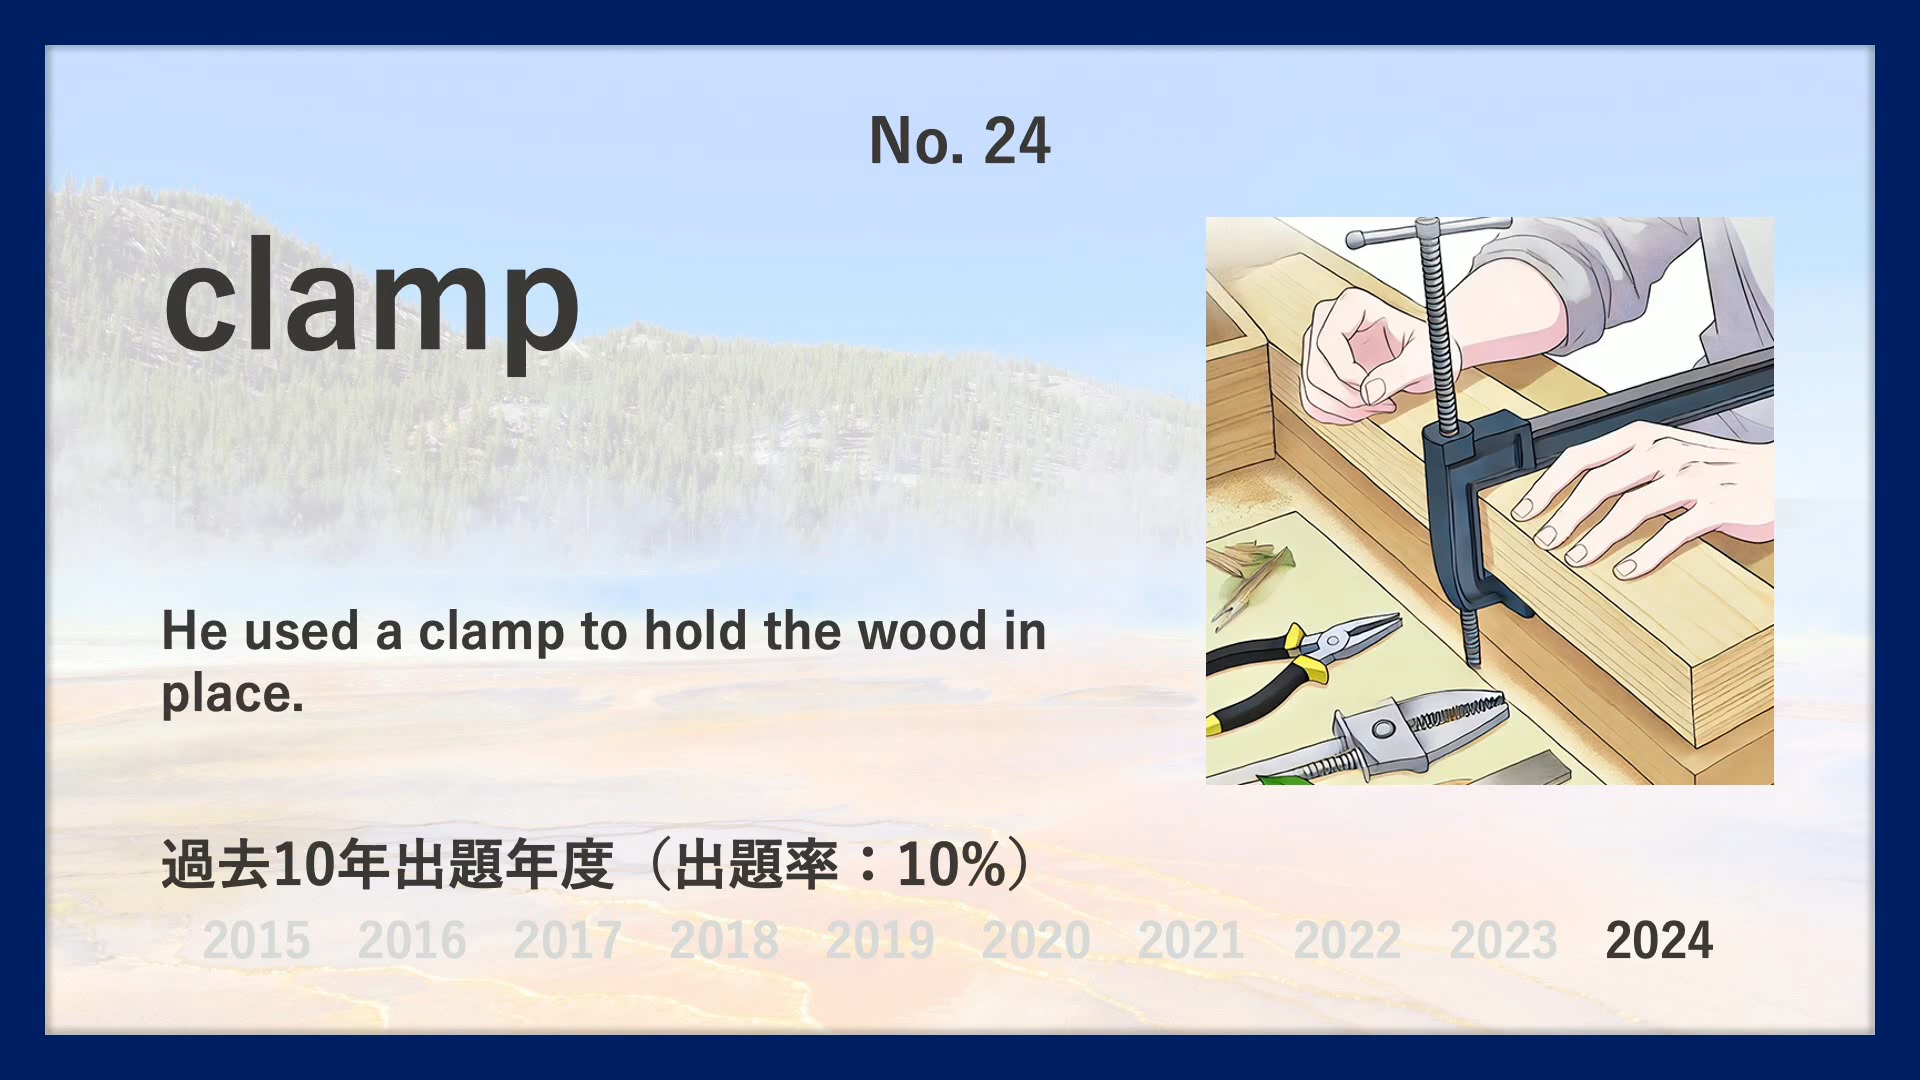 No. 24
clamp
He used a clamp to hold the wood in
place.
過去10年出題年度（出題率：10%）
2015 2016 2017 2018 2019 2020 2021 2022 2023 2024